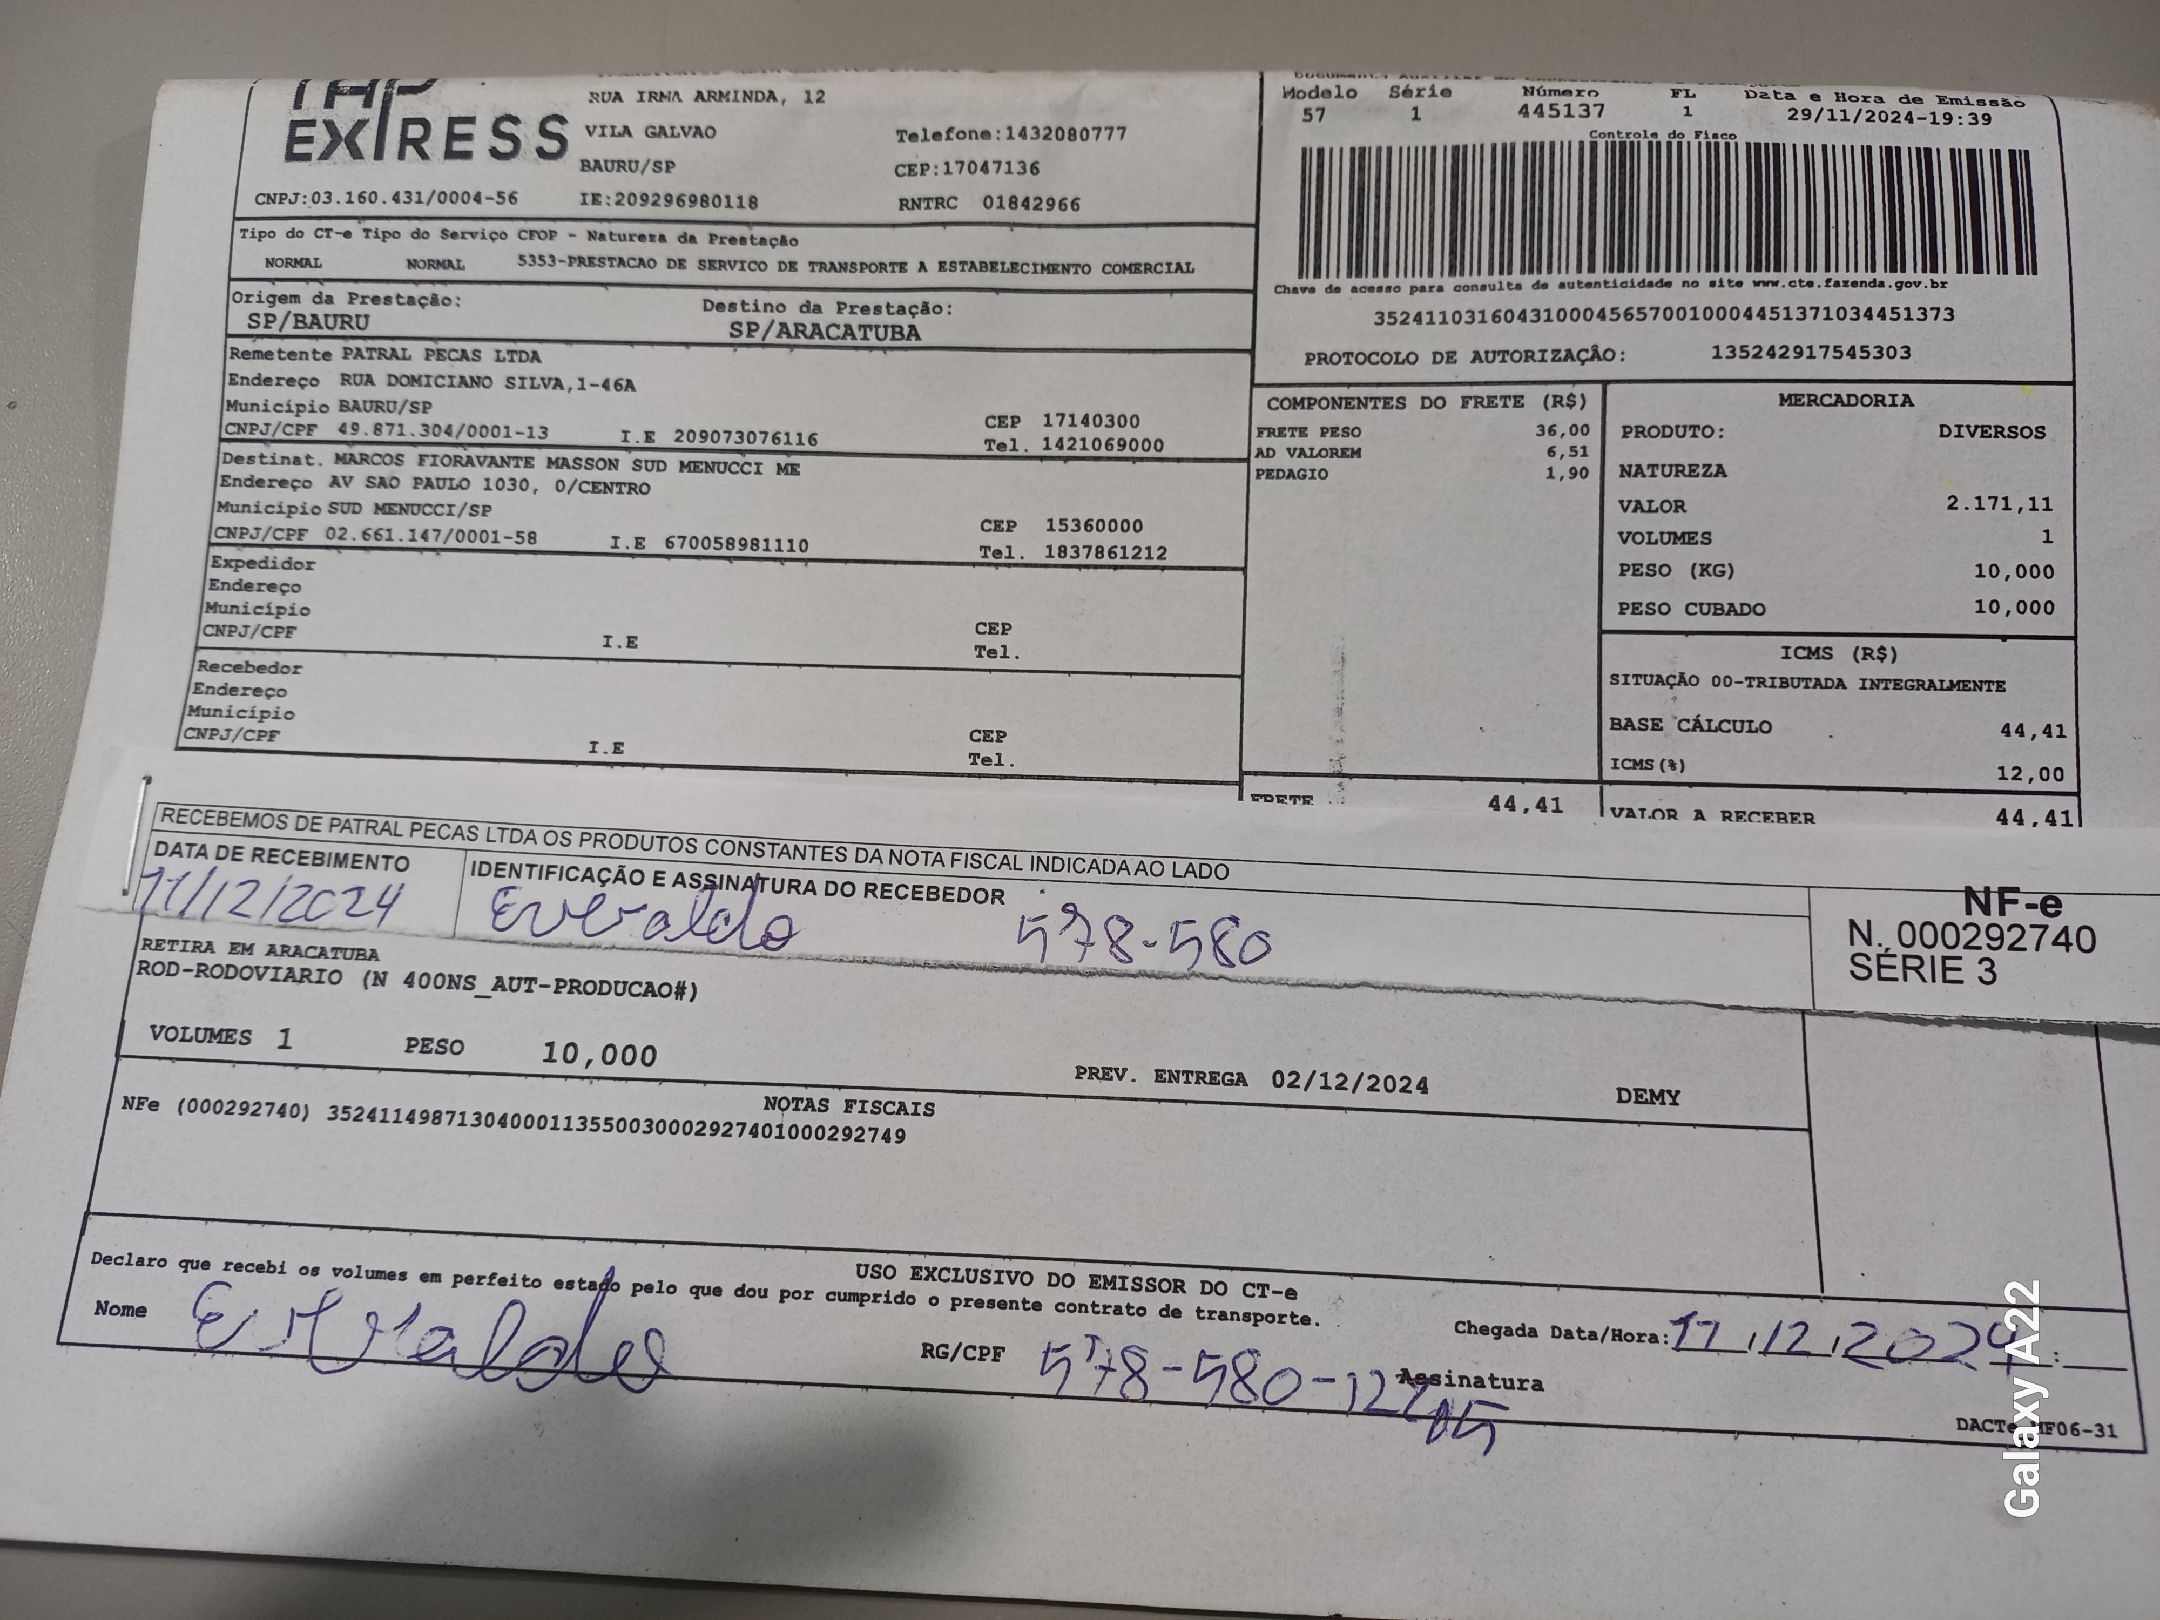 TAP
EXPRESS
RUA IRMA ARMINDA, 12
VILA GALVAO
Telefone:1432080777
BAURU/SP
CEP:17047136
CNPJ:03.160.431/0004-56 IE:209296980118 RNTRC 01842966
Modelo Série Número FL Data e Hora de Emissão
57 1 445137 1 29/11/2024-19:39
Controle do Fisco
Chave de acesso para consulta de autenticidade no site www.cte.fazenda.gov.br
35241103160431000456570010004451371034451373
PROTOCOLO DE AUTORIZAÇÃO: 135242917545303
Tipo do CT-e Tipo do Serviço CFOP - Natureza da Prestação
NORMAL NORMAL 5353-PRESTACAO DE SERVICO DE TRANSPORTE A ESTABELECIMENTO COMERCIAL
Origem da Prestação: Destino da Prestação:
SP/BAURU SP/ARACATUBA
Remetente PATRAL PECAS LTDA
Endereço RUA DOMICIANO SILVA,1-46A
Município BAURU/SP CEP 17140300
CNPJ/CPF 49.871.304/0001-13 I.E 209073076116 Tel. 1421069000
Destinat. MARCOS FIORAVANTE MASSON SUD MENUCCI ME
Endereço AV SAO PAULO 1030, 0/CENTRO
Município SUD MENUCCI/SP CEP 15360000
CNPJ/CPF 02.661.147/0001-58 I.E 670058981110 Tel. 1837861212
Expedidor
Endereço
Município CEP
CNPJ/CPF I.E Tel.
Recebedor
Endereço
Município CEP
CNPJ/CPF I.E Tel.
COMPONENTES DO FRETE (R$)
FRETE PESO 36,00
AD VALOREM 6,51
PEDAGIO 1,90
FRETE 44,41
MERCADORIA
PRODUTO: DIVERSOS
NATUREZA
VALOR 2.171,11
VOLUMES 1
PESO (KG) 10,000
PESO CUBADO 10,000
ICMS (R$)
SITUAÇÃO 00-TRIBUTADA INTEGRALMENTE
BASE CÁLCULO 44,41
ICMS(%) 12,00
VALOR A RECEBER 44,41
RECEBEMOS DE PATRAL PECAS LTDA OS PRODUTOS CONSTANTES DA NOTA FISCAL INDICADA AO LADO
DATA DE RECEBIMENTO IDENTIFICAÇÃO E ASSINATURA DO RECEBEDOR
11/12/2024 Everaldo 578-580
NF-e
N. 000292740
SÉRIE 3
RETIRA EM ARACATUBA
ROD-RODOVIARIO (N 400NS_AUT-PRODUCAO#)
VOLUMES 1 PESO 10,000 PREV. ENTREGA 02/12/2024 DEMY
NOTAS FISCAIS
NFe (000292740) 35241149871304000113550030002927401000292749
USO EXCLUSIVO DO EMISSOR DO CT-e
Declaro que recebi os volumes em perfeito estado pelo que dou por cumprido o presente contrato de transporte.
Nome Everaldo RG/CPF 578-580-12 Assinatura
Chegada Data/Hora: 11/12/2024 :
DACTe MF06-31
Galaxy A22